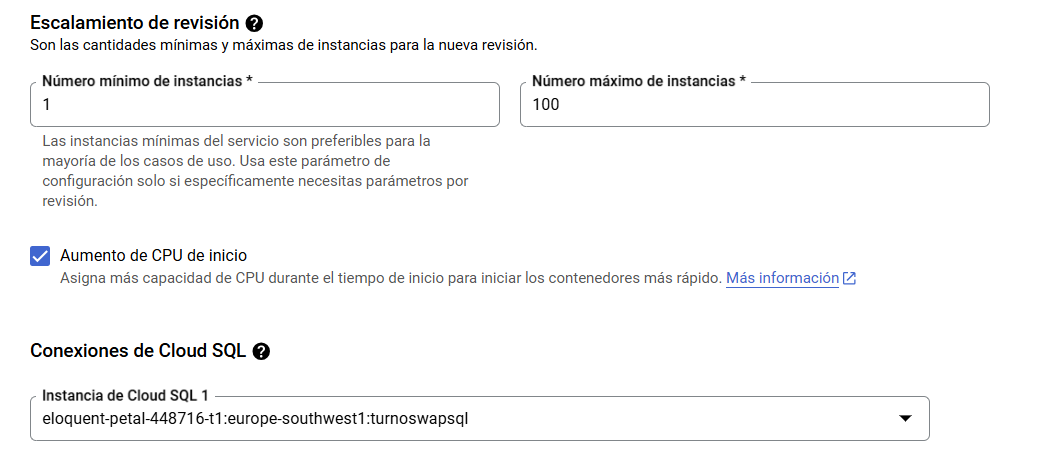 Escalamiento de revisión ?
Son las cantidades mínimas y máximas de instancias para la nueva revisión.
Número mínimo de instancias * Número máximo de instancias *
1 100
Las instancias mínimas del servicio son preferibles para la
mayoría de los casos de uso. Usa este parámetro de
configuración solo si específicamente necesitas parámetros por
revisión.
Aumento de CPU de inicio
Asigna más capacidad de CPU durante el tiempo de inicio para iniciar los contenedores más rápido. Más información
Conexiones de Cloud SQL ?
Instancia de Cloud SQL 1
eloquent-petal-448716-t1:europe-southwest1:turnoswapsql